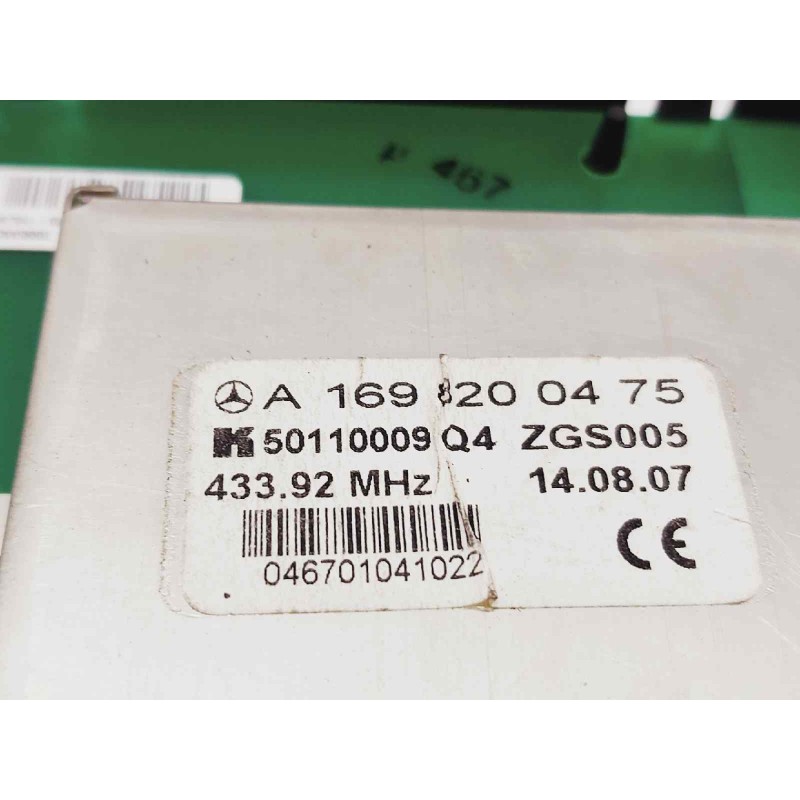 P 467
A 169 820 04 75
K 50110009 Q4 ZGS005
433.92 MHz 14.08.07
046701041022
CE